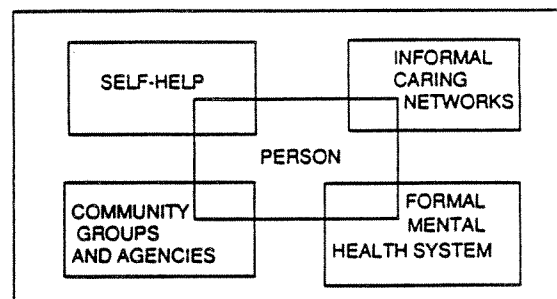 SELF-HELP
INFORMAL
CARING
NETWORKS
PERSON
COMMUNITY
GROUPS
AND AGENCIES
FORMAL
MENTAL
HEALTH SYSTEM